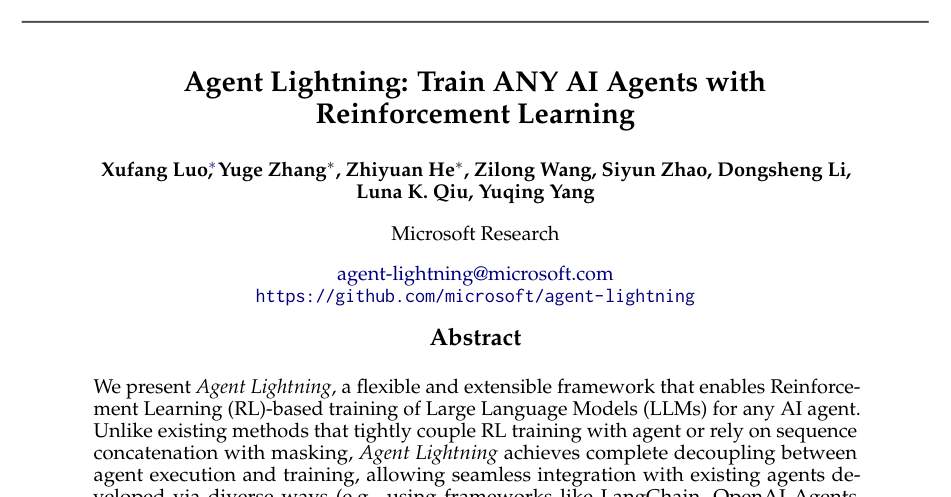 Agent Lightning: Train ANY AI Agents with
Reinforcement Learning
Xufang Luo,* Yuge Zhang*, Zhiyuan He*, Zilong Wang, Siyun Zhao, Dongsheng Li,
Luna K. Qiu, Yuqing Yang
Microsoft Research
agent-lightning@microsoft.com
https://github.com/microsoft/agent-lightning
Abstract
We present Agent Lightning, a flexible and extensible framework that enables Reinforce-
ment Learning (RL)-based training of Large Language Models (LLMs) for any AI agent.
Unlike existing methods that tightly couple RL training with agent or rely on sequence
concatenation with masking, Agent Lightning achieves complete decoupling between
agent execution and training, allowing seamless integration with existing agents de-
veloped via diverse ways (e.g., using frameworks like LangChain, OpenAI Agents